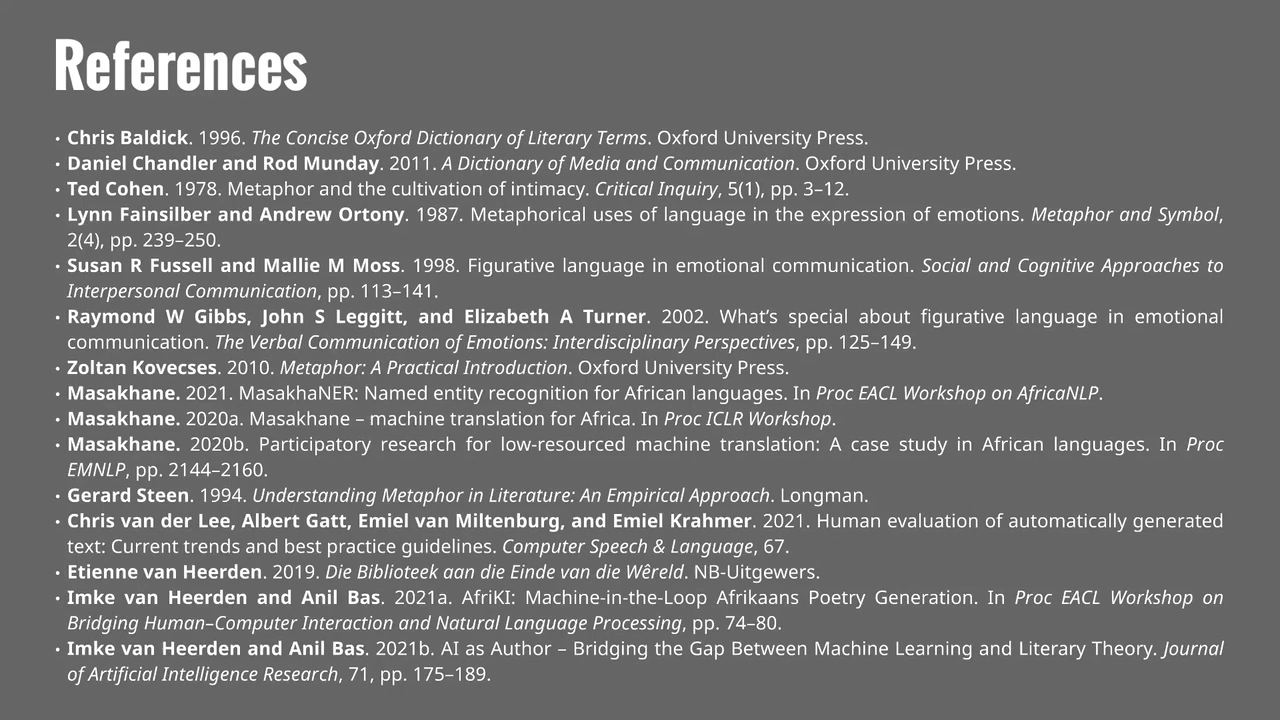 References
• Chris Baldick. 1996. The Concise Oxford Dictionary of Literary Terms. Oxford University Press.
• Daniel Chandler and Rod Munday. 2011. A Dictionary of Media and Communication. Oxford University Press.
• Ted Cohen. 1978. Metaphor and the cultivation of intimacy. Critical Inquiry, 5(1), pp. 3–12.
• Lynn Fainsilber and Andrew Ortony. 1987. Metaphorical uses of language in the expression of emotions. Metaphor and Symbol,
2(4), pp. 239–250.
• Susan R Fussell and Mallie M Moss. 1998. Figurative language in emotional communication. Social and Cognitive Approaches to
Interpersonal Communication, pp. 113–141.
• Raymond W Gibbs, John S Leggitt, and Elizabeth A Turner. 2002. What’s special about figurative language in emotional
communication. The Verbal Communication of Emotions: Interdisciplinary Perspectives, pp. 125–149.
• Zoltan Kovecses. 2010. Metaphor: A Practical Introduction. Oxford University Press.
• Masakhane. 2021. MasakhaNER: Named entity recognition for African languages. In Proc EACL Workshop on AfricaNLP.
• Masakhane. 2020a. Masakhane – machine translation for Africa. In Proc ICLR Workshop.
• Masakhane. 2020b. Participatory research for low-resourced machine translation: A case study in African languages. In Proc
EMNLP, pp. 2144–2160.
• Gerard Steen. 1994. Understanding Metaphor in Literature: An Empirical Approach. Longman.
• Chris van der Lee, Albert Gatt, Emiel van Miltenburg, and Emiel Krahmer. 2021. Human evaluation of automatically generated
text: Current trends and best practice guidelines. Computer Speech & Language, 67.
• Etienne van Heerden. 2019. Die Biblioteek aan die Einde van die Wêreld. NB-Uitgewers.
• Imke van Heerden and Anil Bas. 2021a. AfriKI: Machine-in-the-Loop Afrikaans Poetry Generation. In Proc EACL Workshop on
Bridging Human–Computer Interaction and Natural Language Processing, pp. 74–80.
• Imke van Heerden and Anil Bas. 2021b. AI as Author – Bridging the Gap Between Machine Learning and Literary Theory. Journal
of Artificial Intelligence Research, 71, pp. 175–189.